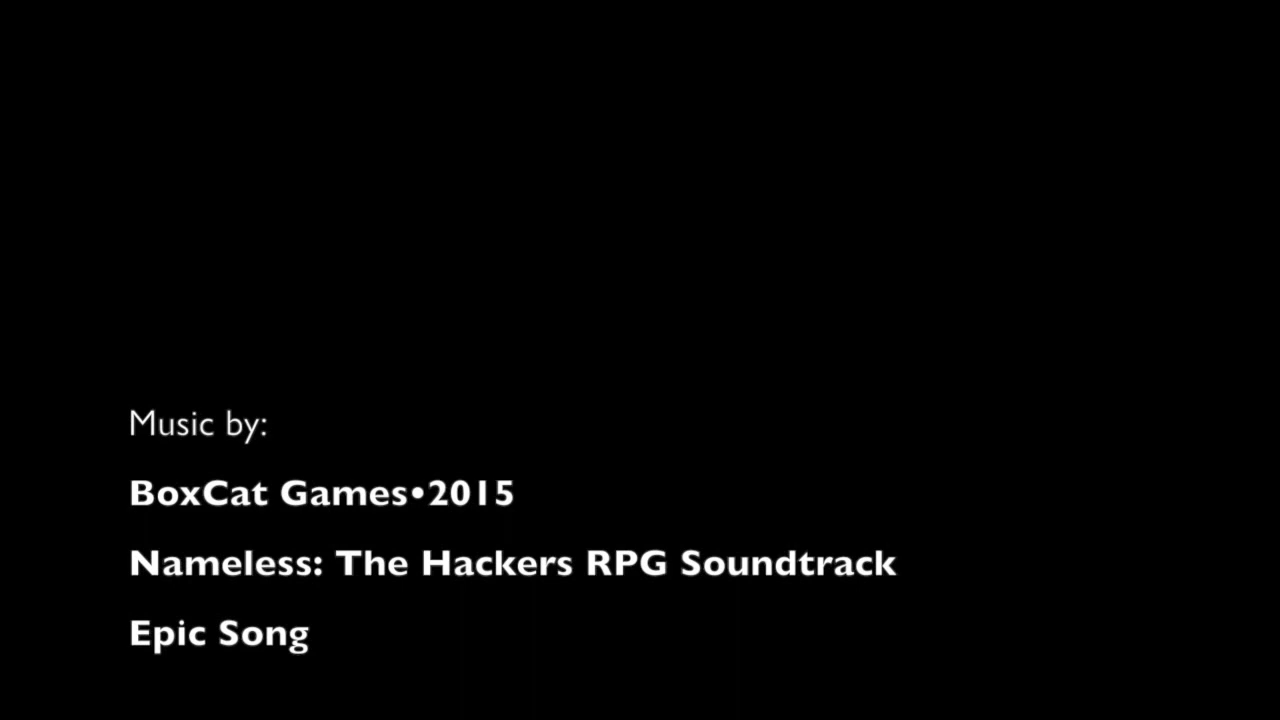 Music by:
BoxCat Games•2015
Nameless: The Hackers RPG Soundtrack
Epic Song